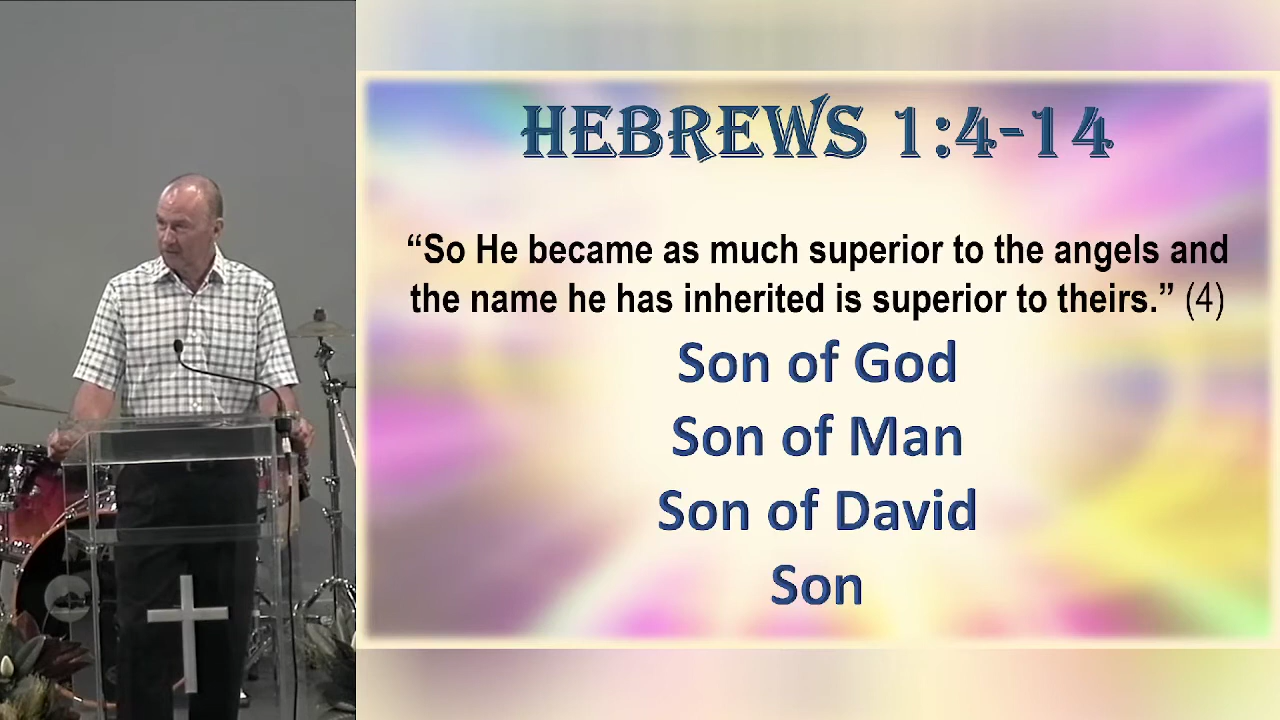 HEBREWS 1:4-14
“So He became as much superior to the angels and
the name he has inherited is superior to theirs.” (4)
Son of God
Son of Man
Son of David
Son